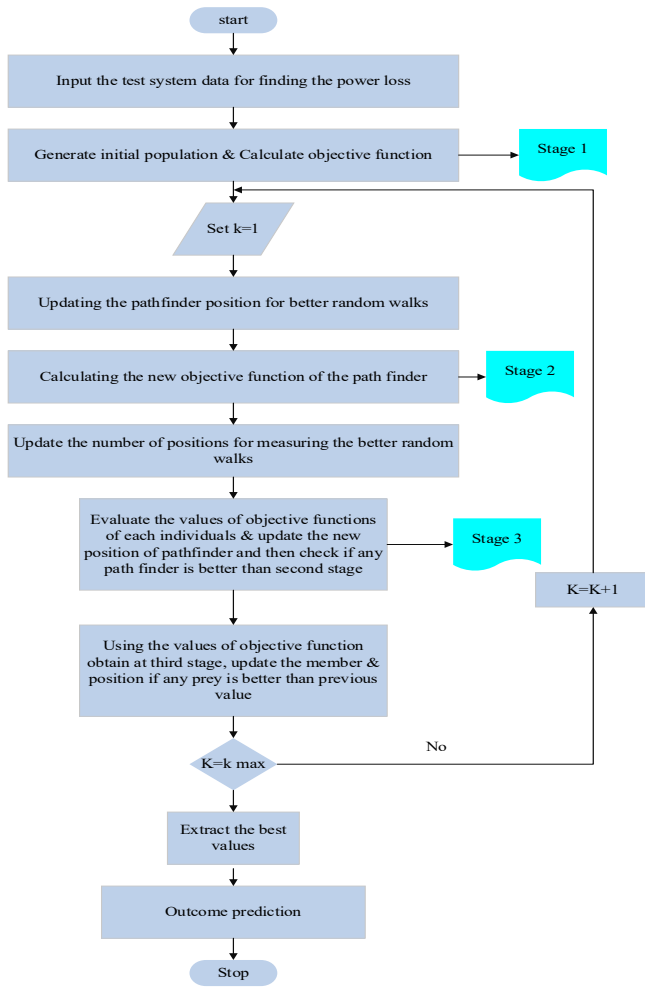 start
Input the test system data for finding the power loss
Generate initial population & Calculate objective function
Stage 1
Set k=1
Updating the pathfinder position for better random walks
Calculating the new objective function of the path finder
Stage 2
Update the number of positions for measuring the better random
walks
Evaluate the values of objective functions
of each individuals & update the new
position of pathfinder and then check if any
path finder is better than second stage
Stage 3
K=K+1
Using the values of objective function
obtain at third stage, update the member &
position if any prey is better than previous
value
No
K=k max
Extract the best
values
Outcome prediction
Stop